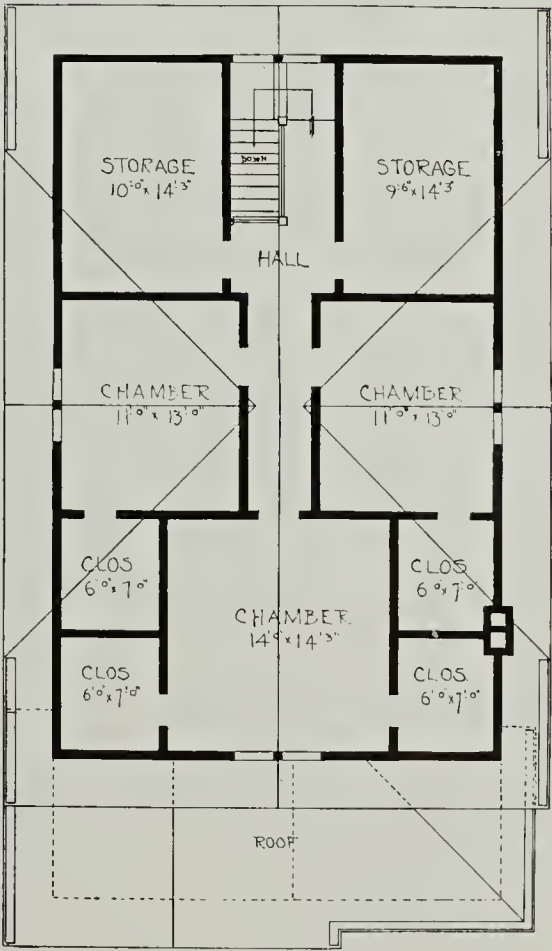 STORAGE
10'0" x 14'3"
DOWN
STORAGE
9'6" x 14'3"
HALL
CHAMBER
11'0" x 13'0"
CHAMBER
11'0" x 13'0"
CLOS
6'0" x 7'0"
CLOS
6'0" x 7'0"
CHAMBER
14'0" x 14'3"
CLOS
6'0" x 7'0"
CLOS.
6'0" x 7'0"
ROOF